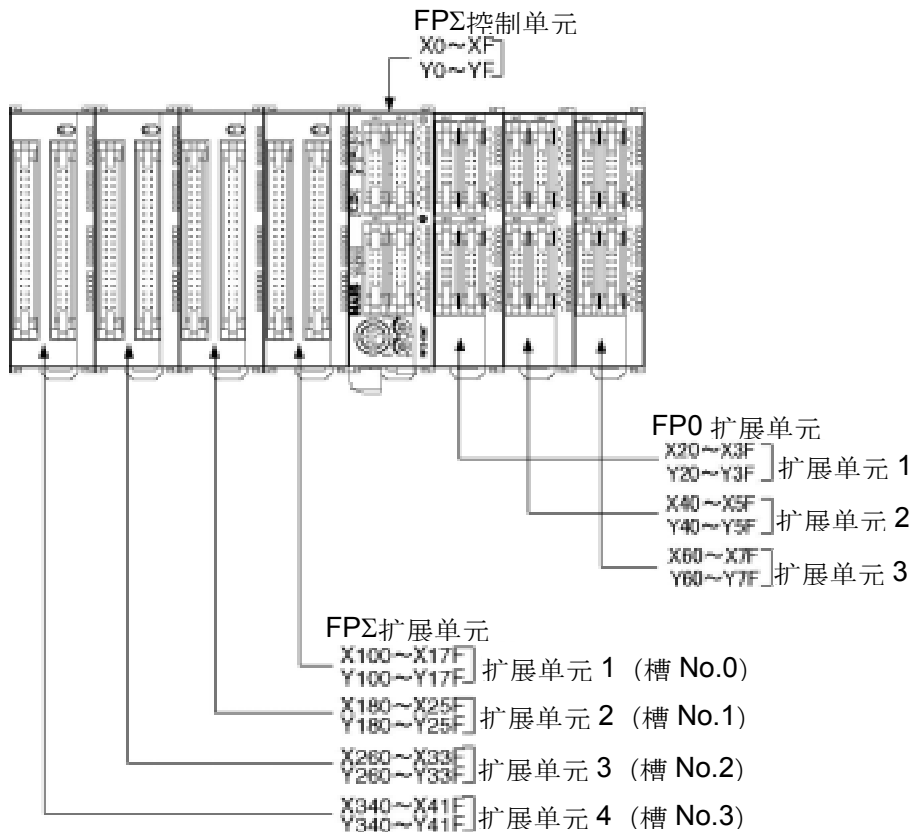 FPΣ控制单元
X0～XF
Y0～YF
FP0 扩展单元
X20～X3F
Y20～Y3F
扩展单元 1
X40～X5F
Y40～Y5F
扩展单元 2
X60～X7F
Y60～Y7F
扩展单元 3
FPΣ扩展单元
X100～X17F
Y100～Y17F
扩展单元 1（槽 No.0）
X180～X25F
Y180～Y25F
扩展单元 2（槽 No.1）
X260～X33F
Y260～Y33F
扩展单元 3（槽 No.2）
X340～X41F
Y340～Y41F
扩展单元 4（槽 No.3）